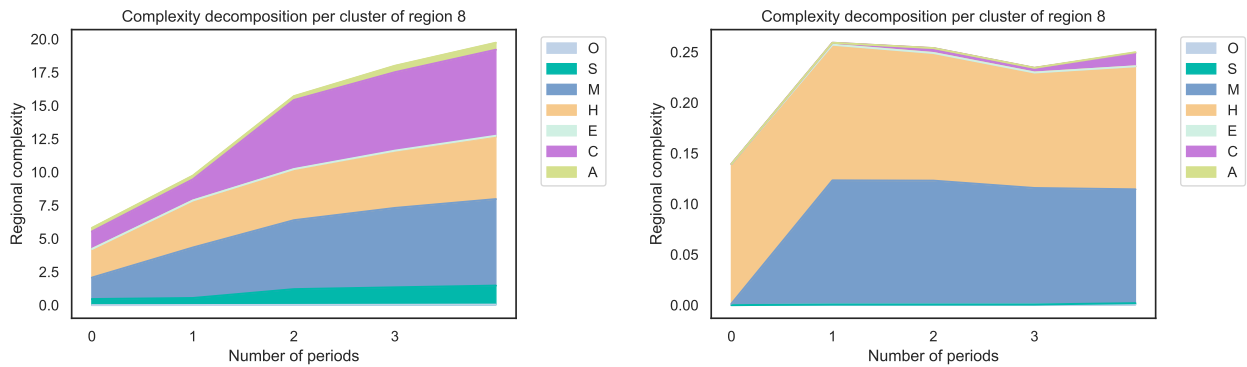 Complexity decomposition per cluster of region 8
20.0
17.5
15.0
12.5
10.0
7.5
5.0
2.5
0.0
Regional complexity
0 1 2 3
Number of periods
O
S
M
H
E
C
A
Complexity decomposition per cluster of region 8
0.25
0.20
0.15
0.10
0.05
0.00
Regional complexity
0 1 2 3
Number of periods
O
S
M
H
E
C
A